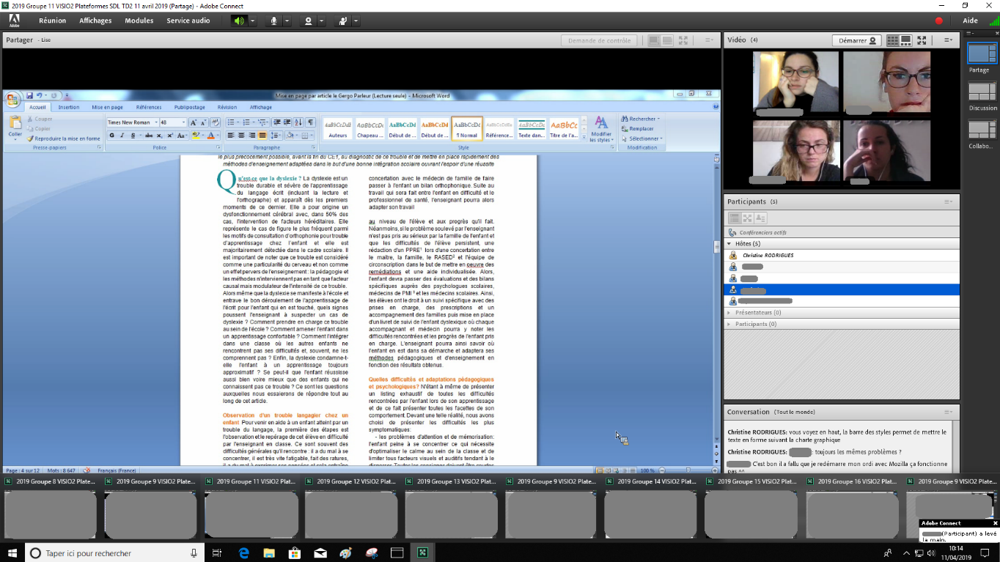 2019 Groupe 11 VISIO2 Plateformes SDL TD2 11 avril 2019 (Partage) - Adobe Connect
Réunion Affichages Modules Service audio Aide
Partager - Lise
Demande de contrôle
Mise en page par article le Gergo Parleur (Lecture seule) - Microsoft Word
Accueil Insertion Mise en page Références Publipostage Révision Affichage
Coller
Couper
Copier
Reproduire la mise en forme
Presse-papiers
Times New Roman 48
Police
Paragraphe
Auteurs
Chapeau ...
Début de ...
Début de ...
¶ Normal
Référence...
Texte dan...
Titre de l'a...
Style
Modifier les styles
Rechercher
Remplacer
Sélectionner
Modification
le plus précocement possible, avant la fin du CE1, au diagnostic de ce trouble et de mettre en place rapidement des
méthodes d'enseignement adaptées dans le but d'une bonne intégration scolaire ouvrant l'espoir d'une réussite
Qu'est-ce que la dyslexie ? La dyslexie est un
trouble durable et sévère de l'apprentissage
du langage écrit (incluant la lecture et
l'orthographe) et apparaît dès les premiers
moments de ce dernier. Elle a pour origine un
dysfonctionnement cérébral avec, dans 50% des
cas, l'intervention de facteurs héréditaires. Elle
représente le cas de figure le plus fréquent parmi
les motifs de consultation d'orthophonie pour trouble
d'apprentissage chez l'enfant et elle est
majoritairement détectée dans le cadre scolaire. Il
est important de noter que ce trouble est considéré
comme une particularité du cerveau et non comme
un effet pervers de l'enseignement : la pédagogie et
les méthodes n'interviennent pas en tant que facteur
causal mais modulateur de l'intensité de ce trouble.
Alors même que la dyslexie se manifeste à l'école et
entrave le bon déroulement de l'apprentissage de
l'écrit pour l'enfant qui en est touché, quels signes
poussent l'enseignant à suspecter un cas de
dyslexie ? Comment prendre en charge ce trouble
au sein de l'école ? Comment amener l'enfant dans
un apprentissage confortable ? Comment l'intégrer
dans une classe où les autres enfants ne
rencontrent pas ses difficultés et, souvent, ne les
comprennent pas ? Enfin, la dyslexie condamne-t-
elle l'enfant à un apprentissage toujours
approximatif ? Se peut-il que l'enfant réussisse
aussi bien voire mieux que des enfants qui ne
connaissent pas ce trouble ? Ce sont les questions
auxquelles nous essaierons de répondre tout au
long de cet article.
Observation d'un trouble langagier chez un
enfant Pour venir en aide à un enfant atteint par un
trouble du langage, la première des étapes est
l'observation et le repérage de cet élève en difficulté
par l'enseignant en classe. Ce sont souvent des
difficultés générales qu'il rencontre : il a du mal à se
concentrer, il est très vite fatigable, fait des ratures,
il a du mal à exprimer ses pensées et cela entraîne
concertation avec le médecin de famille de faire
passer à l'enfant un bilan orthophonique. Suite au
travail qui sera fait entre l'enfant en difficulté et le
professionnel de santé, l'enseignant pourra alors
adapter son travail
au niveau de l'élève et aux progrès qu'il fait.
Néanmoins, si le problème soulevé par l'enseignant
n'est pas pris au sérieux par la famille de l'enfant et
que les difficultés de l'élève persistent, une
rédaction d'un PPRE¹ lors d'une concertation entre
le maître, la famille, le RASED² et l'équipe de
circonscription dans le but de mettre en oeuvre des
remédiations et une aide individualisée. Alors,
l'enfant devra passer des évaluations et des bilans
spécifiques auprès des psychologues scolaires,
médecins de PMI ³ et les médecins scolaires. Ainsi,
les élèves ont le droit à un suivi spécifique avec des
prises en charge, des prescriptions et un
accompagnement des familles puis mise en place
d'un livret de suivi de l'enfant dyslexique où chaque
accompagnant et médecin pourra y noter les
difficultés rencontrées et les progrès de l'enfant pris
en charge. L'enseignant pourra ainsi savoir où
l'enfant en est dans sa démarche et adaptera ses
méthodes pédagogiques et d'enseignement en
fonction des résultats obtenus.
Quelles difficultés et adaptations pédagogiques
et psychologiques? N'étant à même de présenter
un listing exhaustif de toutes les difficultés
rencontrées par l'enfant lors de son apprentissage
et de ce fait présenter toutes les facettes de son
comportement. Devant une telle réalité, nous avons
choisi de présenter les difficultés les plus
symptomatiques:
- les problèmes d'attention et de mémorisation:
l'enfant peine à se concentrer ce qui nécessite
d'optimaliser le calme au sein de la classe et de
limiter tous facteurs visuels et auditifs tendant à le
Page : 4 sur 12 Mots : 8 647 Français (France) 100 %
Vidéo (4) Démarrer
Participants (5)
Conférenciers actifs
Hôtes (5)
Christine RODRIGUES
Présentateurs (0)
Participants (0)
Conversation (Tout le monde)
Christine RODRIGUES: vous voyez en haut, la barre des styles permet de mettre le
texte en forme suivant la charte graphique
Christine RODRIGUES: : toujours les mêmes problèmes ?
C'est bon il a fallu que je redémarre mon ordi avec Mozilla ça fonctionne
pas ^^
Partage
Discussion
Collabo...
2019 Groupe 8 VISIO2 Plate...
2019 Groupe 9 VISIO2 Plat...
2019 Groupe 11 VISIO2 Plat...
2019 Groupe 12 VISIO2 Plat...
2019 Groupe 13 VISIO2 Plat...
2019 Groupe 9 VISIO2 Plat...
2019 Groupe 14 VISIO2 Plat...
2019 Groupe 15 VISIO2 Plat...
2019 Groupe 16 VISIO2 Plat...
2019 Groupe 9 VISIO2 Plat...
Adobe Connect
(Participant) a levé
la main.
Taper ici pour rechercher
10:14
11/04/2019